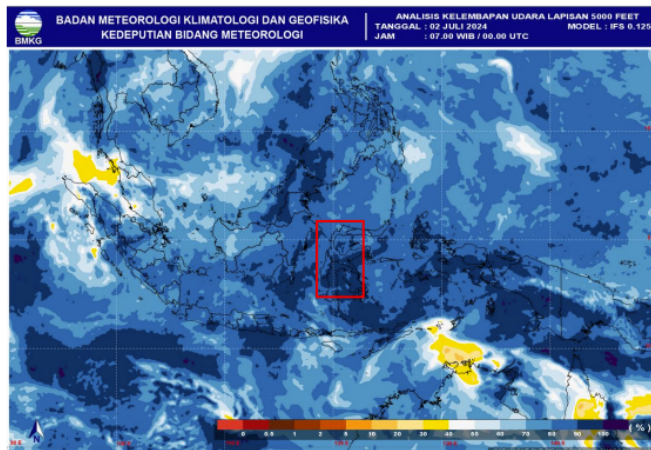 BMKG
BADAN METEOROLOGI KLIMATOLOGI DAN GEOFISIKA
KEDEPUTIAN BIDANG METEOROLOGI
ANALISIS KELEMBAPAN UDARA LAPISAN 5000 FEET
TANGGAL : 02 JULI 2024 MODEL : IFS 0.125
JAM : 07.00 WIB / 00.00 UTC
N
0 0.5 1 2 5 10 20 30 40 50 60 70 80 90 100 (%)